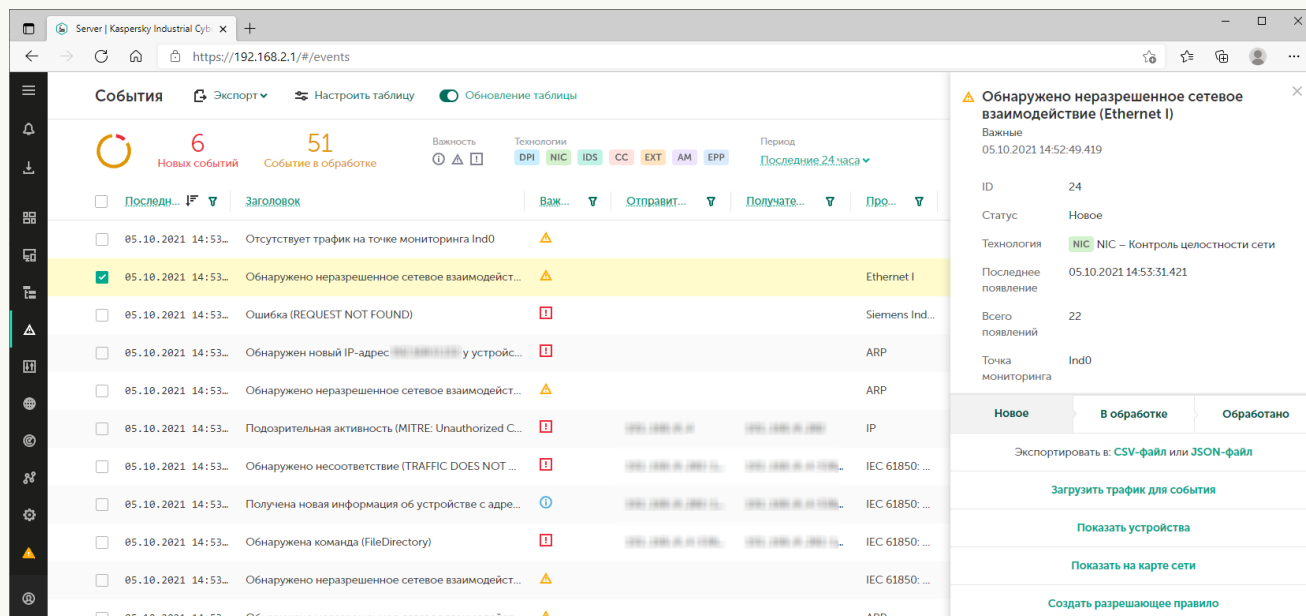 Server | Kaspersky Industrial Cyb
https://192.168.2.1/#/events
События Экспорт Настроить таблицу Обновление таблицы
6
Новых событий
51
Событие в обработке
Важность
Технологии
DPI NIC IDS CC EXT AM EPP
Период
Последние 24 часа
Последн... Заголовок Важ... Отправит... Получате... Про...
05.10.2021 14:53… Отсутствует трафик на точке мониторинга Ind0
05.10.2021 14:53… Обнаружено неразрешенное сетевое взаимодейст... Ethernet I
05.10.2021 14:53… Ошибка (REQUEST NOT FOUND) Siemens Ind...
05.10.2021 14:53… Обнаружен новый IP-адрес у устройс... ARP
05.10.2021 14:53… Обнаружено неразрешенное сетевое взаимодейст... ARP
05.10.2021 14:53… Подозрительная активность (MITRE: Unauthorized C... IP
05.10.2021 14:53… Обнаружено несоответствие (TRAFFIC DOES NOT ... IEC 61850: ...
05.10.2021 14:53… Получена новая информация об устройстве с адре... IEC 61850: ...
05.10.2021 14:53… Обнаружена команда (FileDirectory) IEC 61850: ...
05.10.2021 14:53… Обнаружено неразрешенное сетевое взаимодейст... IEC 61850: ...
Обнаружено неразрешенное сетевое
взаимодействие (Ethernet I)
Важные
05.10.2021 14:52:49.419
ID 24
Статус Новое
Технология NIC NIC – Контроль целостности сети
Последнее появление 05.10.2021 14:53:31.421
Всего появлений 22
Точка мониторинга Ind0
Новое В обработке Обработано
Экспортировать в: CSV-файл или JSON-файл
Загрузить трафик для события
Показать устройства
Показать на карте сети
Создать разрешающее правило